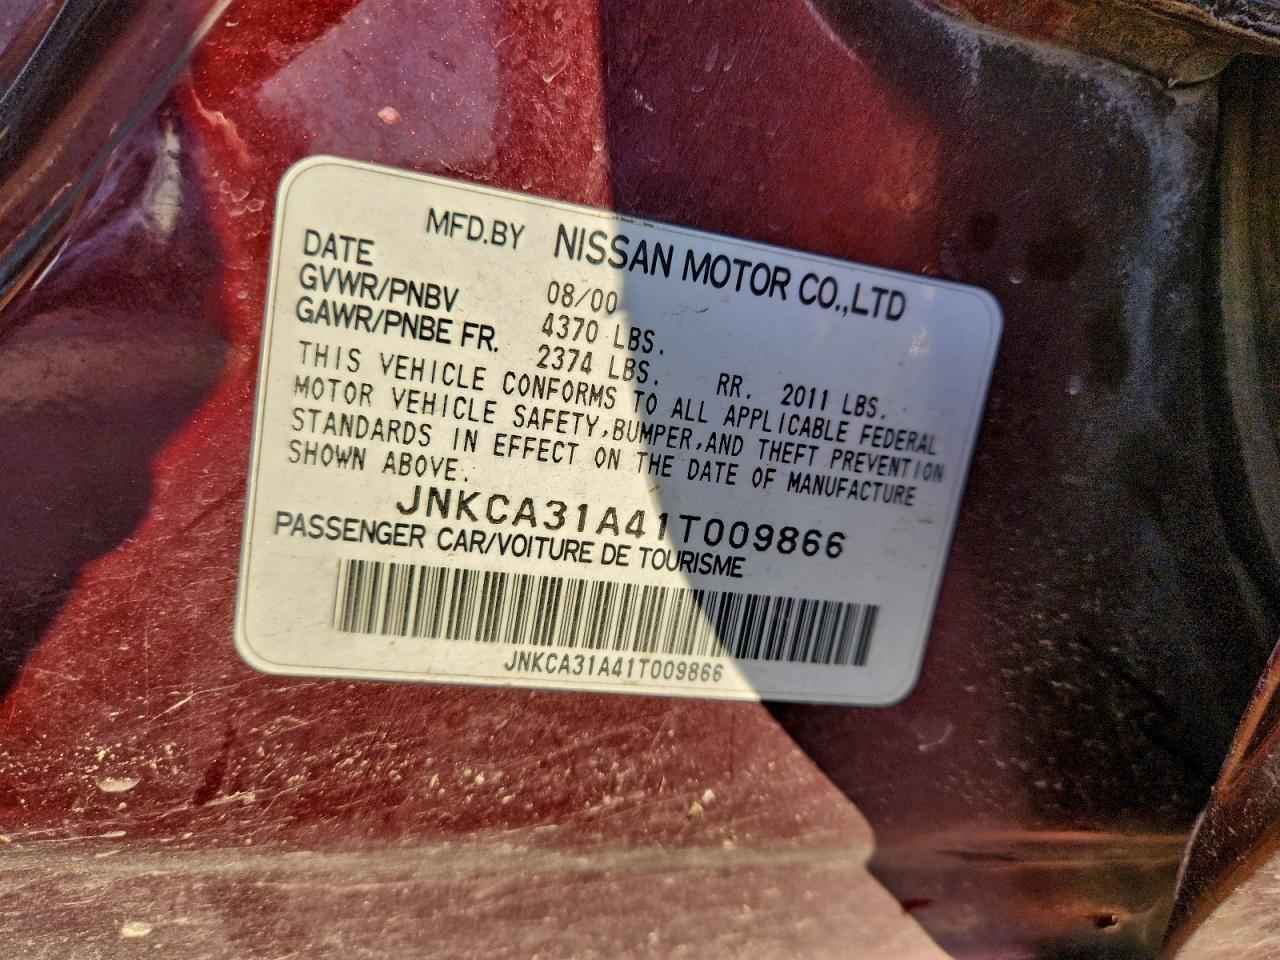 MFD.BY NISSAN MOTOR CO.,LTD
DATE 08/00
GVWR/PNBV 4370 LBS.
GAWR/PNBE FR. 2374 LBS. RR. 2011 LBS.
THIS VEHICLE CONFORMS TO ALL APPLICABLE FEDERAL
MOTOR VEHICLE SAFETY,BUMPER,AND THEFT PREVENTION
STANDARDS IN EFFECT ON THE DATE OF MANUFACTURE
SHOWN ABOVE.
JNKCA31A41T009866
PASSENGER CAR/VOITURE DE TOURISME
JNKCA31A41T009866